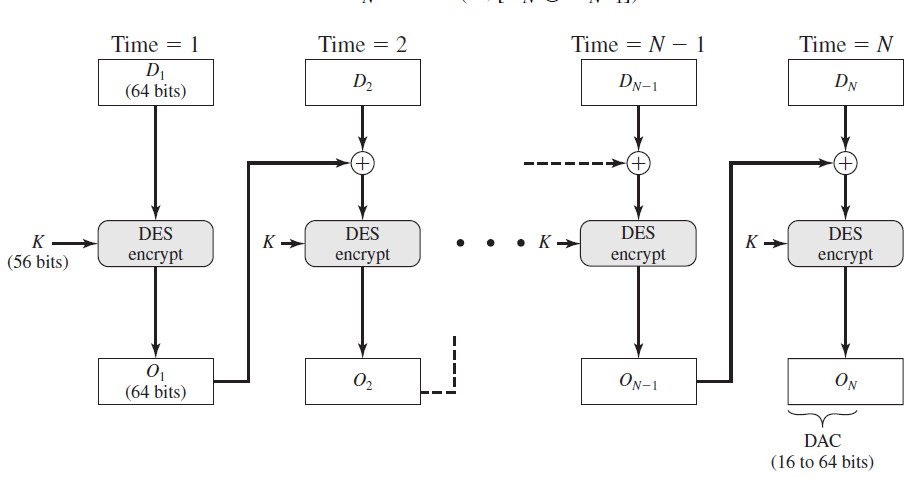 Time = 1
Time = 2
Time = N − 1
Time = N
D₁
(64 bits)
D₂
Dₙ₋₁
Dₙ
+
+
+
K
(56 bits)
DES
encrypt
K
DES
encrypt
• • •
K
DES
encrypt
K
DES
encrypt
O₁
(64 bits)
O₂
Oₙ₋₁
Oₙ
DAC
(16 to 64 bits)